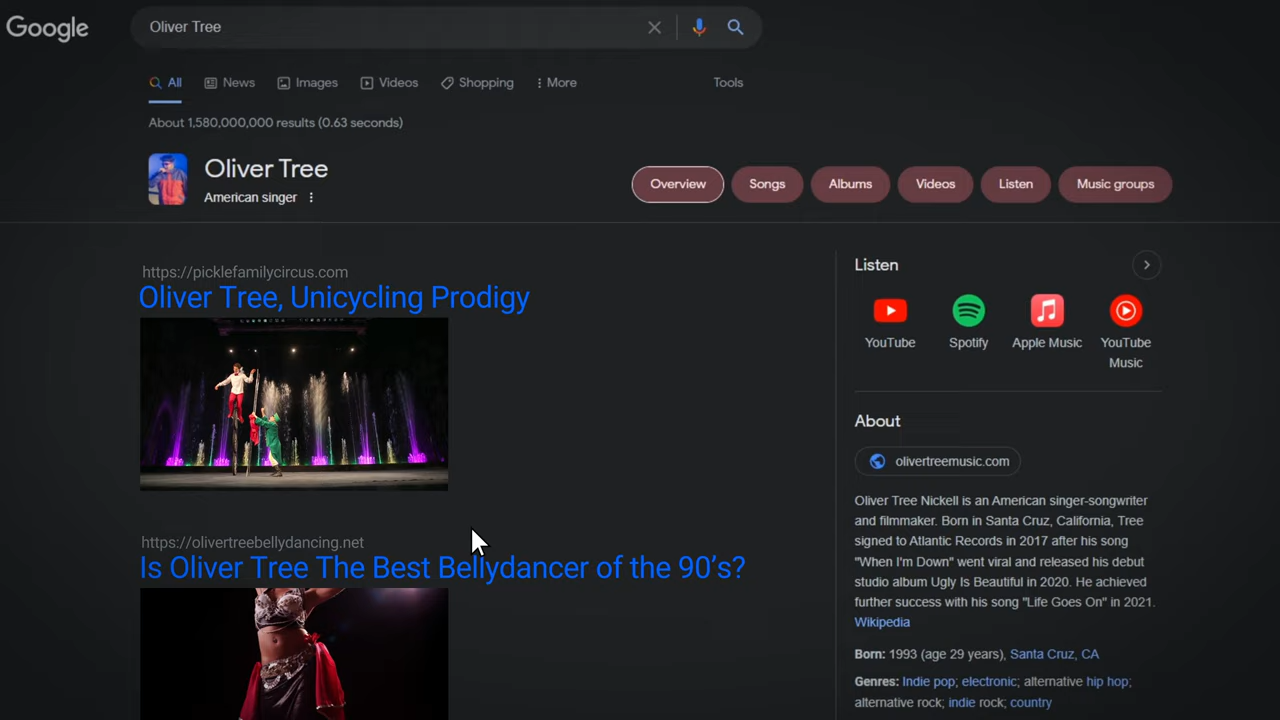 Google
Oliver Tree
All
News
Images
Videos
Shopping
More
Tools
About 1,580,000,000 results (0.63 seconds)
Oliver Tree
American singer
Overview
Songs
Albums
Videos
Listen
Music groups
https://picklefamilycircus.com
Oliver Tree, Unicycling Prodigy
https://olivertreebellydancing.net
Is Oliver Tree The Best Bellydancer of the 90's?
Listen
YouTube
Spotify
Apple Music
YouTube
Music
About
olivertreemusic.com
Oliver Tree Nickell is an American singer-songwriter
and filmmaker. Born in Santa Cruz, California, Tree
signed to Atlantic Records in 2017 after his song
"When I'm Down" went viral and released his debut
studio album Ugly Is Beautiful in 2020. He achieved
further success with his song "Life Goes On" in 2021.
Wikipedia
Born: 1993 (age 29 years), Santa Cruz, CA
Genres: Indie pop; electronic; alternative hip hop;
alternative rock; indie rock; country